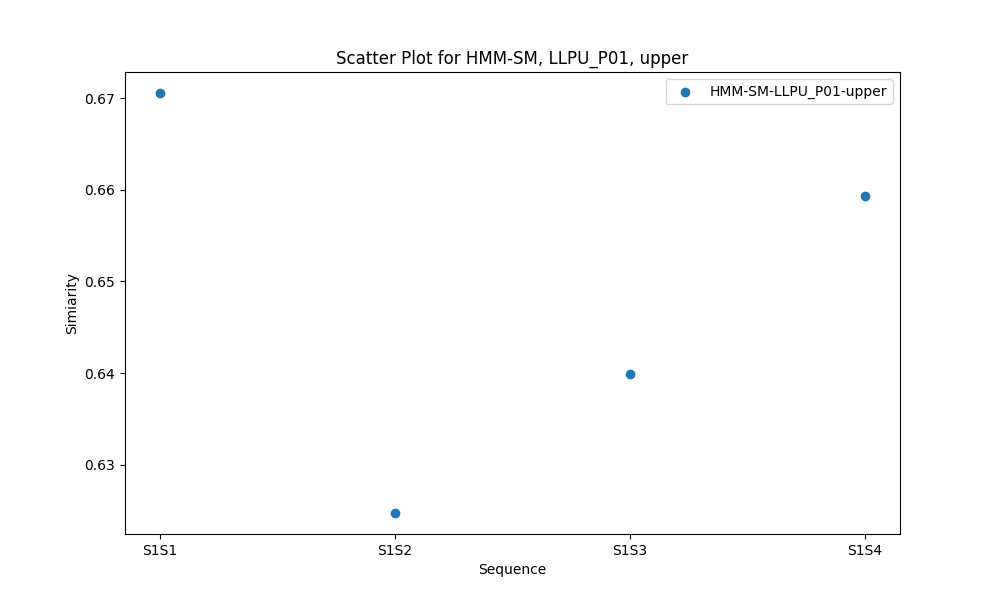 Scatter Plot for HMM-SM, LLPU_P01, upper
HMM-SM-LLPU_P01-upper
0.67
0.66
0.65
0.64
0.63
Simiarity
S1S1 S1S2 S1S3 S1S4
Sequence